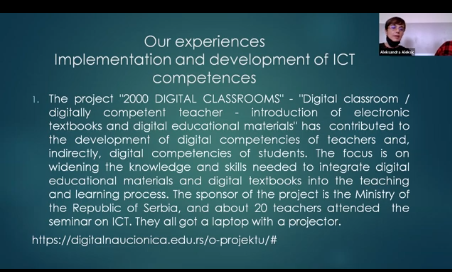 Our experiences
Implementation and development of ICT
competences
1. The project "2000 DIGITAL CLASSROOMS" - "Digital classroom /
digitally competent teacher - introduction of electronic
textbooks and digital educational materials" has contributed to
the development of digital competencies of teachers and,
indirectly, digital competencies of students. The focus is on
widening the knowledge and skills needed to integrate digital
educational materials and digital textbooks into the teaching
and learning process. The sponsor of the project is the Ministry of
the Republic of Serbia, and about 20 teachers attended the
seminar on ICT. They all got a laptop with a projector.
https://digitalnaucionica.edu.rs/o-projektu/#